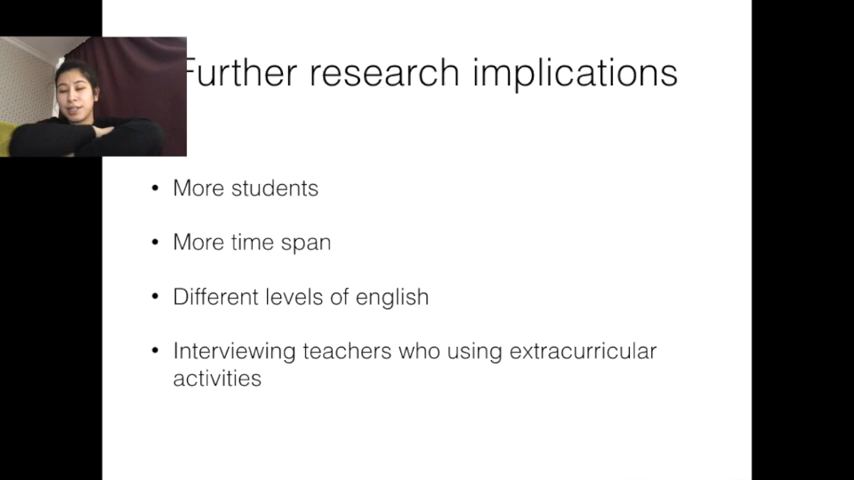 Further research implications
• More students
• More time span
• Different levels of english
• Interviewing teachers who using extracurricular
activities